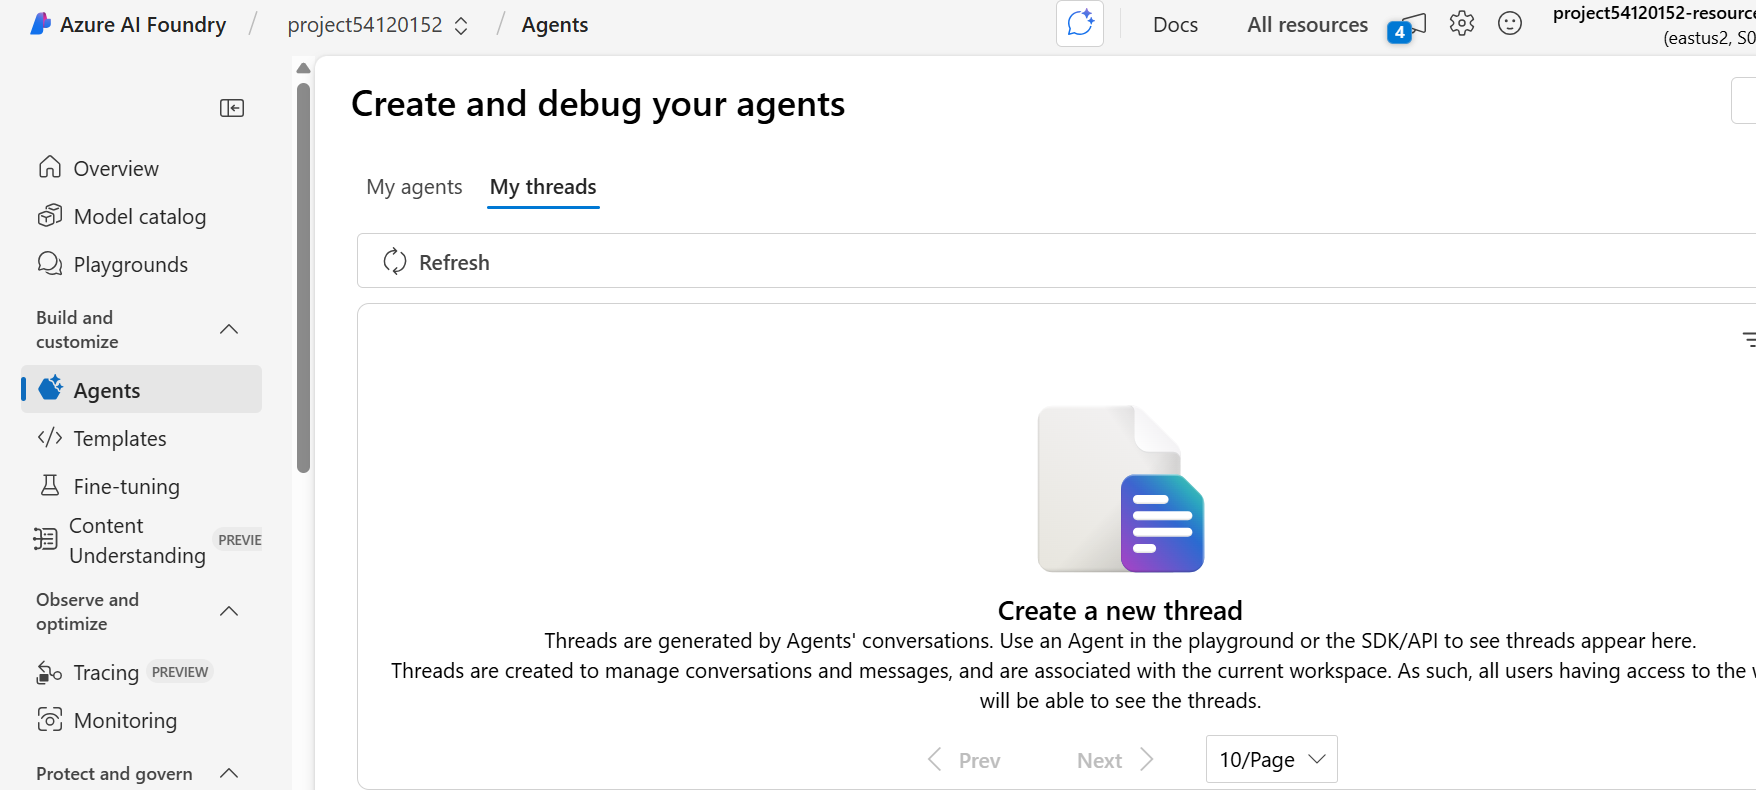 Azure AI Foundry / project54120152 / Agents
Docs
All resources
4
project54120152-resource
(eastus2, S0
Create and debug your agents
Overview
Model catalog
Playgrounds
Build and
customize
Agents
Templates
Fine-tuning
Content
Understanding
PREVIE
Observe and
optimize
Tracing PREVIEW
Monitoring
Protect and govern
My agents
My threads
Refresh
Create a new thread
Threads are generated by Agents' conversations. Use an Agent in the playground or the SDK/API to see threads appear here.
Threads are created to manage conversations and messages, and are associated with the current workspace. As such, all users having access to the
will be able to see the threads.
Prev
Next
10/Page